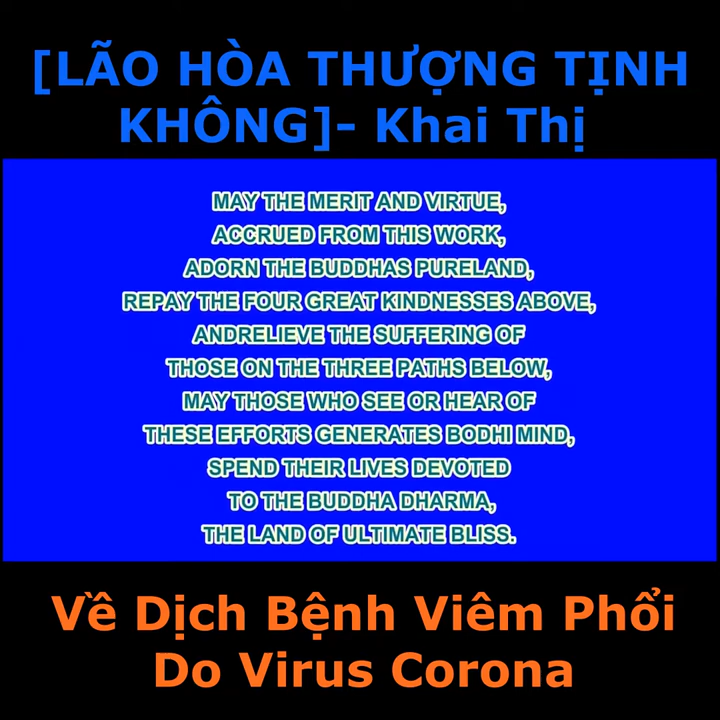 [LÃO HÒA THƯỢNG TỊNH
KHÔNG]- Khai Thị
MAY THE MERIT AND VIRTUE,
ACCRUED FROM THIS WORK,
ADORN THE BUDDHAS PURELAND,
REPAY THE FOUR GREAT KINDNESSES ABOVE,
ANDRELIEVE THE SUFFERING OF
THOSE ON THE THREE PATHS BELOW,
MAY THOSE WHO SEE OR HEAR OF
THESE EFFORTS GENERATES BODHI MIND,
SPEND THEIR LIVES DEVOTED
TO THE BUDDHA DHARMA,
THE LAND OF ULTIMATE BLISS.
Về Dịch Bệnh Viêm Phổi
Do Virus Corona